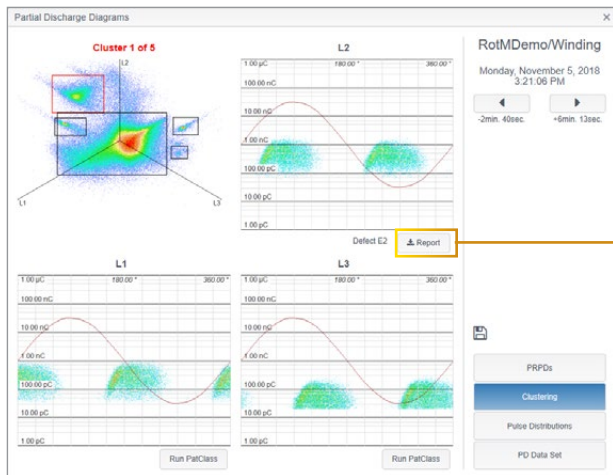 Partial Discharge Diagrams
Cluster 1 of 5
L2
L1
L3
L2
1.00 µC
180.00 °
360.00 °
100.00 nC
10.00 nC
1.00 nC
100.00 pC
10.00 pC
1.00 pC
Defect E2
Report
RotMDemo/Winding
Monday, November 5, 2018
3:21:06 PM
-2min. 40sec.
+6min. 13sec.
L1
1.00 µC
180.00 °
360.00 °
100.00 nC
10.00 nC
1.00 nC
100.00 pC
10.00 pC
1.00 pC
Run PatClass
L3
1.00 µC
180.00 °
360.00 °
100.00 nC
10.00 nC
1.00 nC
100.00 pC
10.00 pC
1.00 pC
Run PatClass
PRPDs
Clustering
Pulse Distributions
PD Data Set